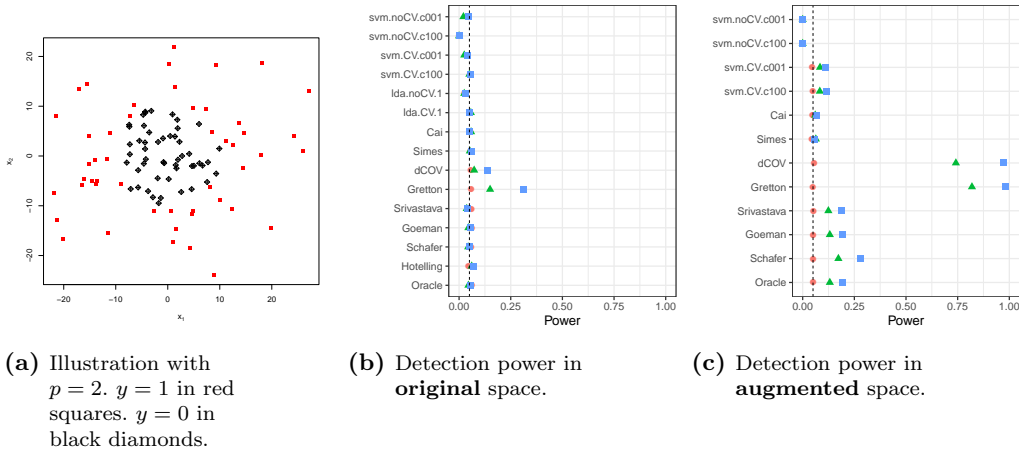 20
10
0
−10
−20
x2
−20
−10
0
10
20
x1
svm.noCV.c001
svm.noCV.c100
svm.CV.c001
svm.CV.c100
lda.noCV.1
lda.CV.1
Cai
Simes
dCOV
Gretton
Srivastava
Goeman
Schafer
Hotelling
Oracle
0.00
0.25
0.50
0.75
1.00
Power
svm.noCV.c001
svm.noCV.c100
svm.CV.c001
svm.CV.c100
Cai
Simes
dCOV
Gretton
Srivastava
Goeman
Schafer
Oracle
0.00
0.25
0.50
0.75
1.00
Power
(a) Illustration with
p = 2. y = 1 in red
squares. y = 0 in
black diamonds.
(b) Detection power in
original space.
(c) Detection power in
augmented space.